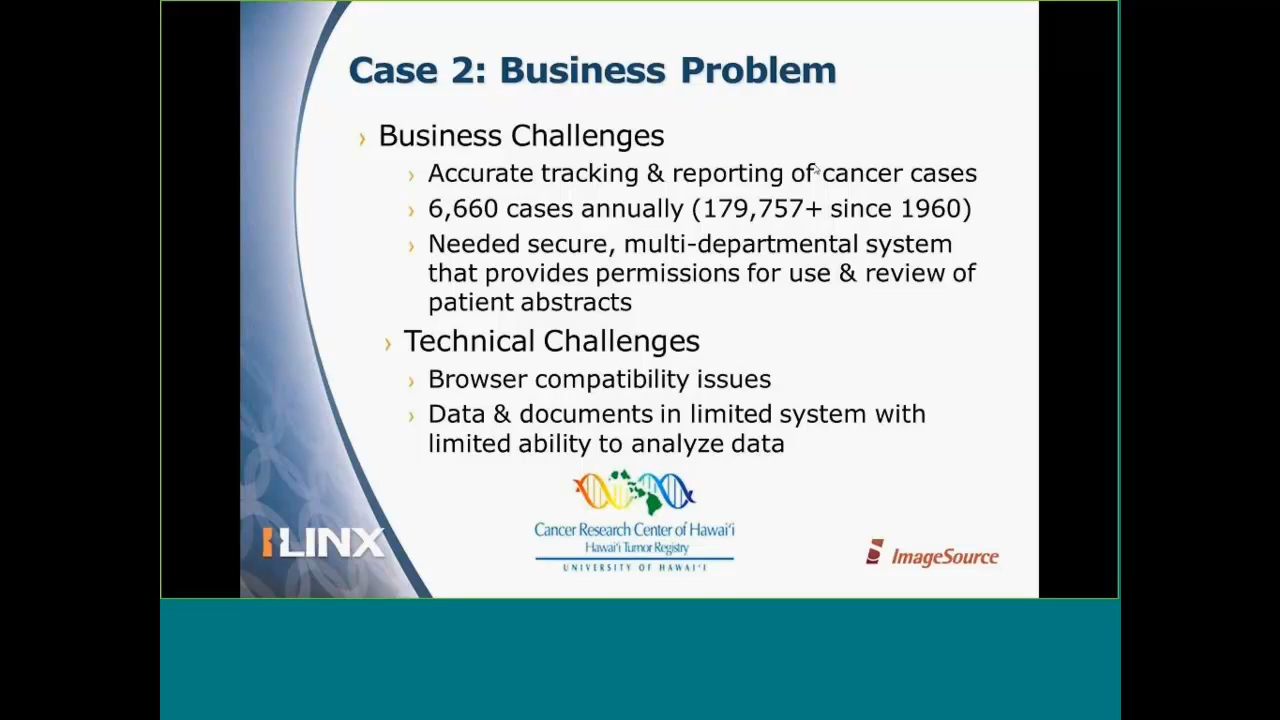 Case 2: Business Problem
› Business Challenges
› Accurate tracking & reporting of cancer cases
› 6,660 cases annually (179,757+ since 1960)
› Needed secure, multi-departmental system
that provides permissions for use & review of
patient abstracts
› Technical Challenges
› Browser compatibility issues
› Data & documents in limited system with
limited ability to analyze data
Cancer Research Center of Hawai‘i
Hawai‘i Tumor Registry
UNIVERSITY OF HAWAI‘I
ILINX
ImageSource